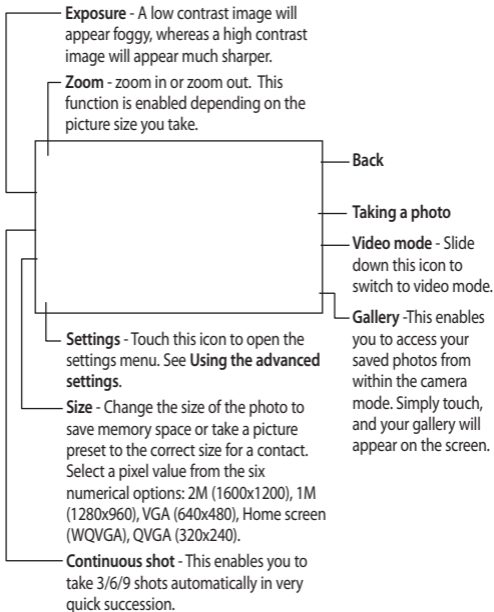 Exposure - A low contrast image will
appear foggy, whereas a high contrast
image will appear much sharper.
Zoom - zoom in or zoom out. This
function is enabled depending on the
picture size you take.
Back
Taking a photo
Video mode - Slide
down this icon to
switch to video mode.
Gallery -This enables
you to access your
saved photos from
within the camera
mode. Simply touch,
and your gallery will
appear on the screen.
Settings - Touch this icon to open the
settings menu. See Using the advanced
settings.
Size - Change the size of the photo to
save memory space or take a picture
preset to the correct size for a contact.
Select a pixel value from the six
numerical options: 2M (1600x1200), 1M
(1280x960), VGA (640x480), Home screen
(WQVGA), QVGA (320x240).
Continuous shot - This enables you to
take 3/6/9 shots automatically in very
quick succession.